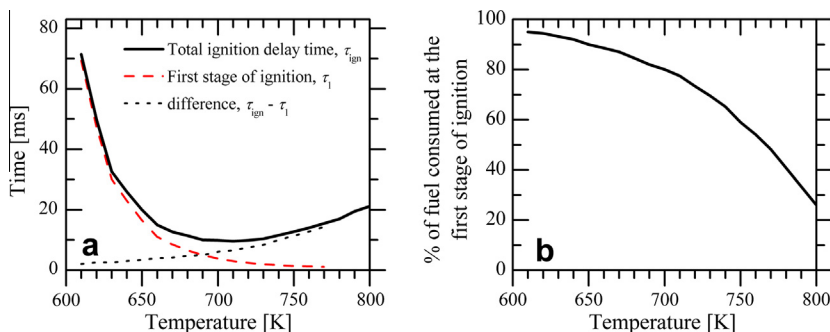 80
60
40
20
0
Time [ms]
Total ignition delay time, τign
First stage of ignition, τ1
difference, τign - τ1
a
600
650
700
750
800
Temperature [K]
100
80
60
40
20
0
% of fuel consumed at the
first stage of ignition
b
600
650
700
750
800
Temperature [K]